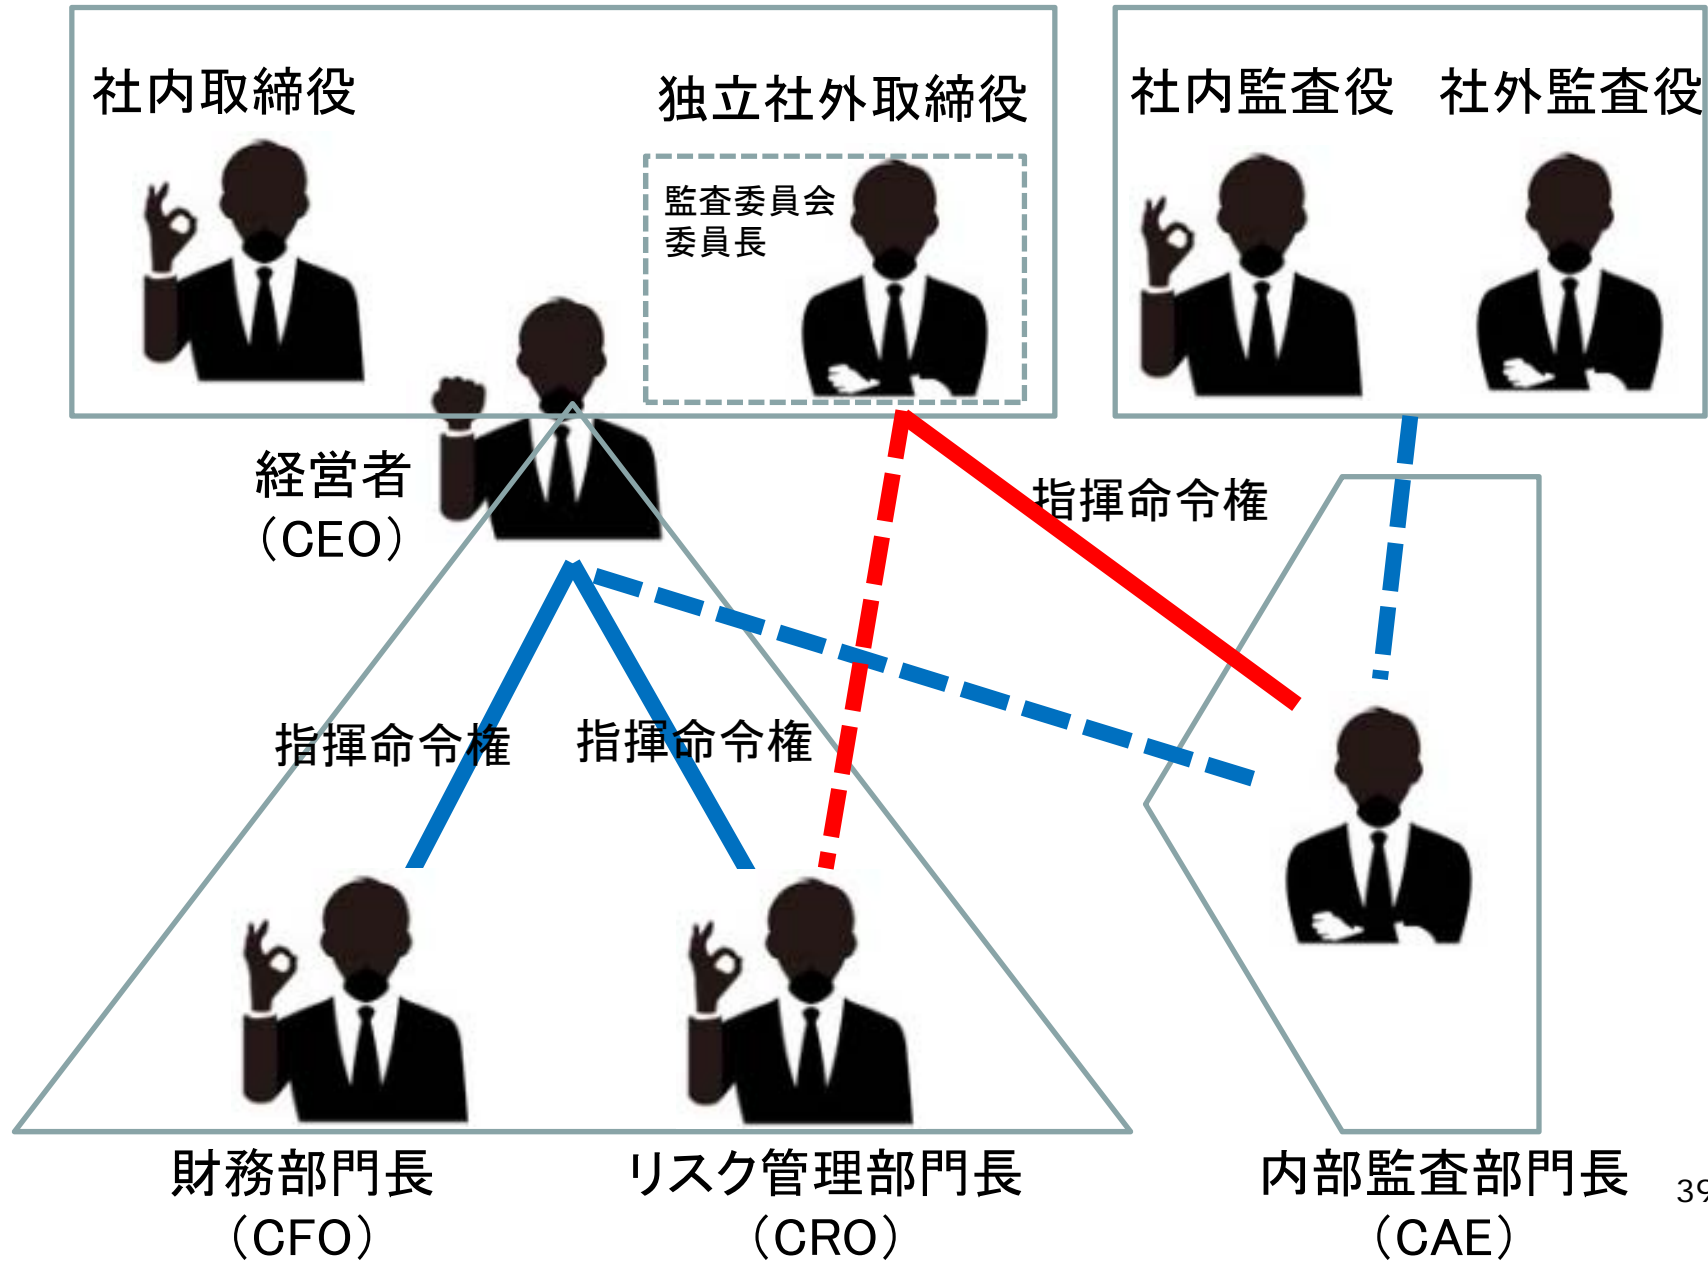 社内取締役
独立社外取締役
社内監査役
社外監査役
監査委員会
委員長
経営者
（CEO）
指揮命令権
指揮命令権
指揮命令権
財務部門長
（CFO）
リスク管理部門長
（CRO）
内部監査部門長
（CAE）
39